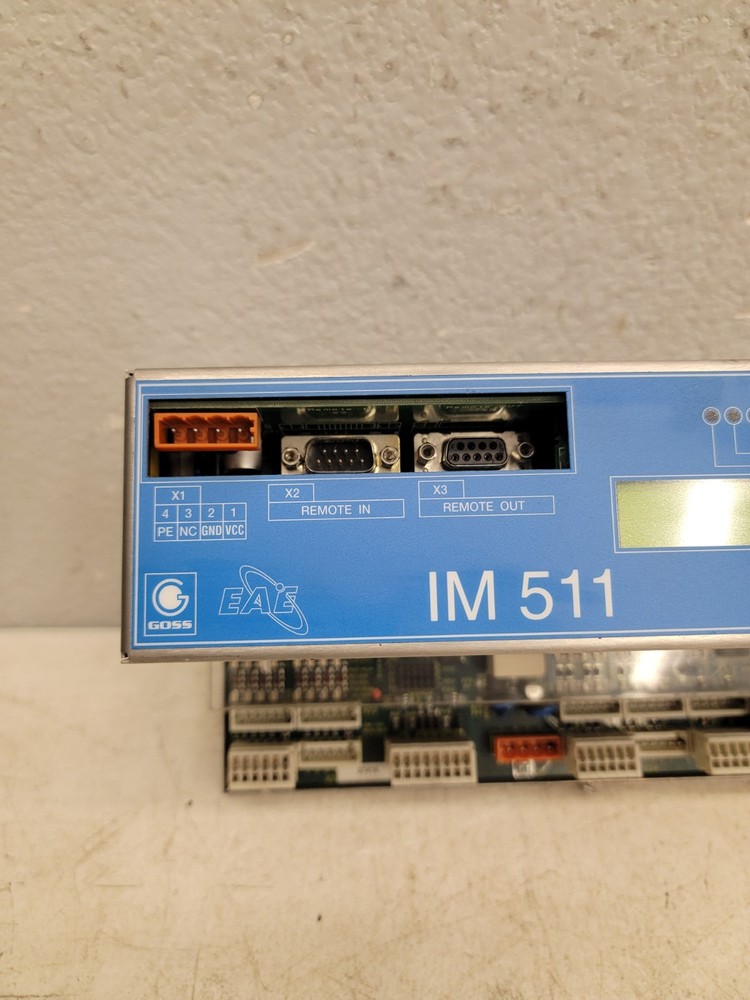 X1
4 3 2 1
PE NC GND VCC
X2
REMOTE IN
X3
REMOTE OUT
GOSS
EAE
IM 511